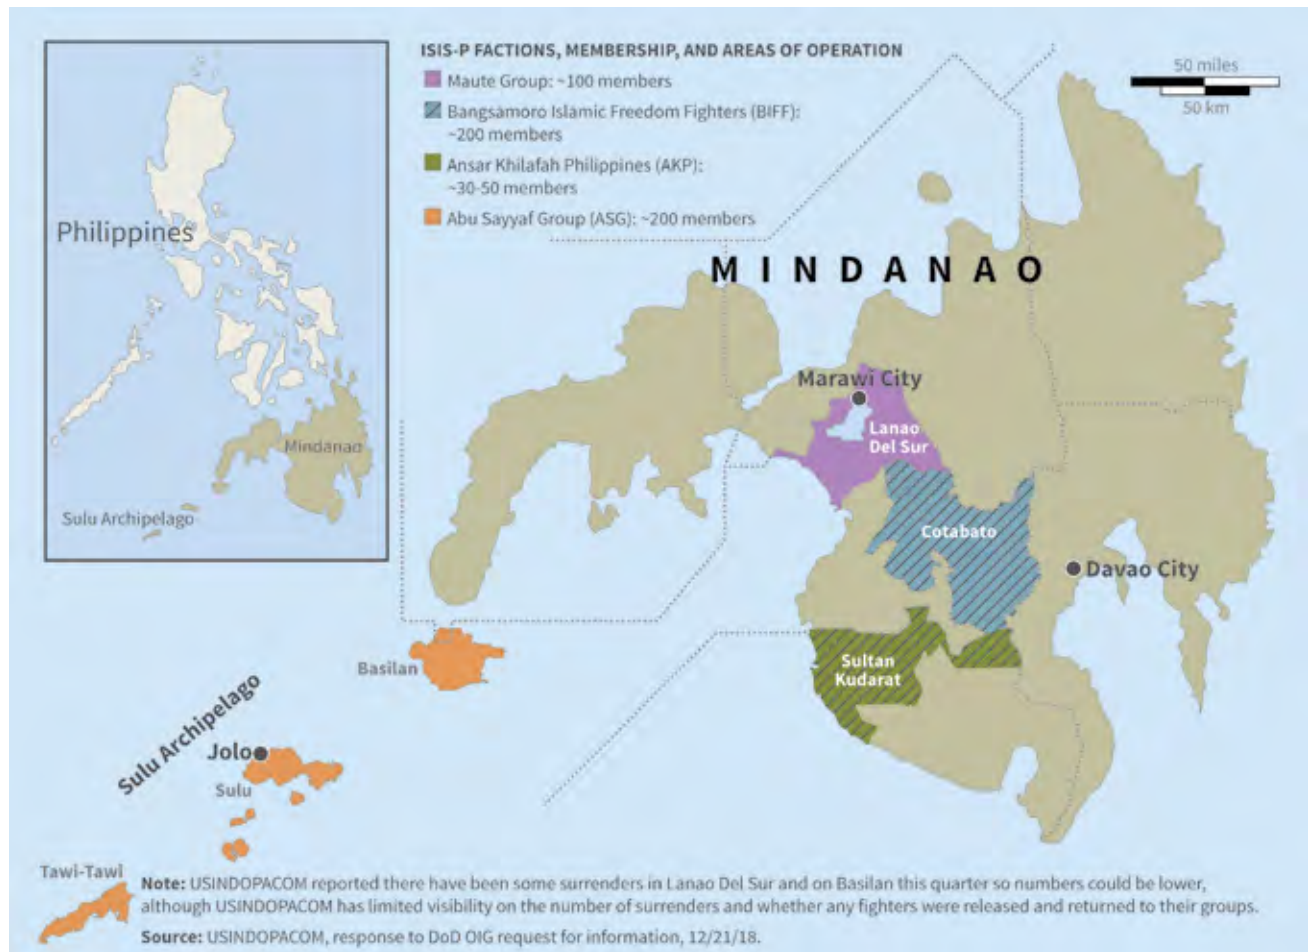 ISIS-P FACTIONS, MEMBERSHIP, AND AREAS OF OPERATION
Maute Group: ~100 members
Bangsamoro Islamic Freedom Fighters (BIFF):
~200 members
Ansar Khilafah Philippines (AKP):
~30-50 members
Abu Sayyaf Group (ASG): ~200 members
50 miles
50 km
Philippines
Mindanao
Sulu Archipelago
MINDANAO
Marawi City
Lanao
Del Sur
Cotabato
Davao City
Sultan
Kudarat
Basilan
Sulu Archipelago
Jolo
Sulu
Tawi-Tawi
Note: USINDOPACOM reported there have been some surrenders in Lanao Del Sur and on Basilan this quarter so numbers could be lower,
although USINDOPACOM has limited visibility on the number of surrenders and whether any fighters were released and returned to their groups.
Source: USINDOPACOM, response to DoD OIG request for information, 12/21/18.